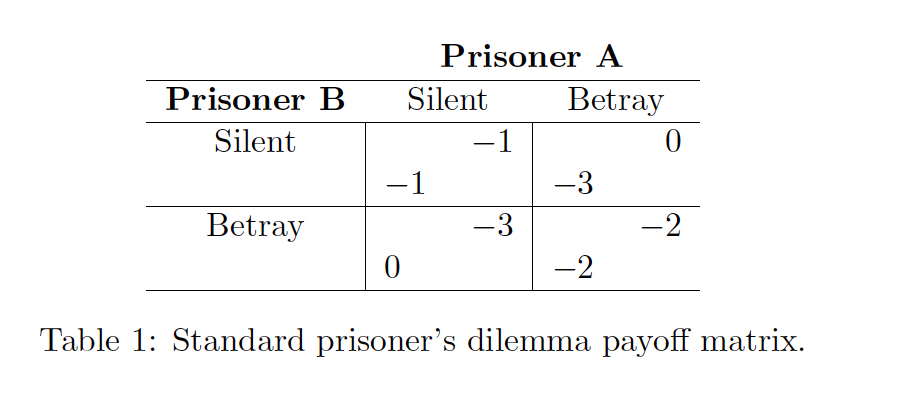 Prisoner A
Prisoner B Silent Betray
Silent −1 0
−1 −3
Betray −3 −2
0 −2
Table 1: Standard prisoner's dilemma payoff matrix.